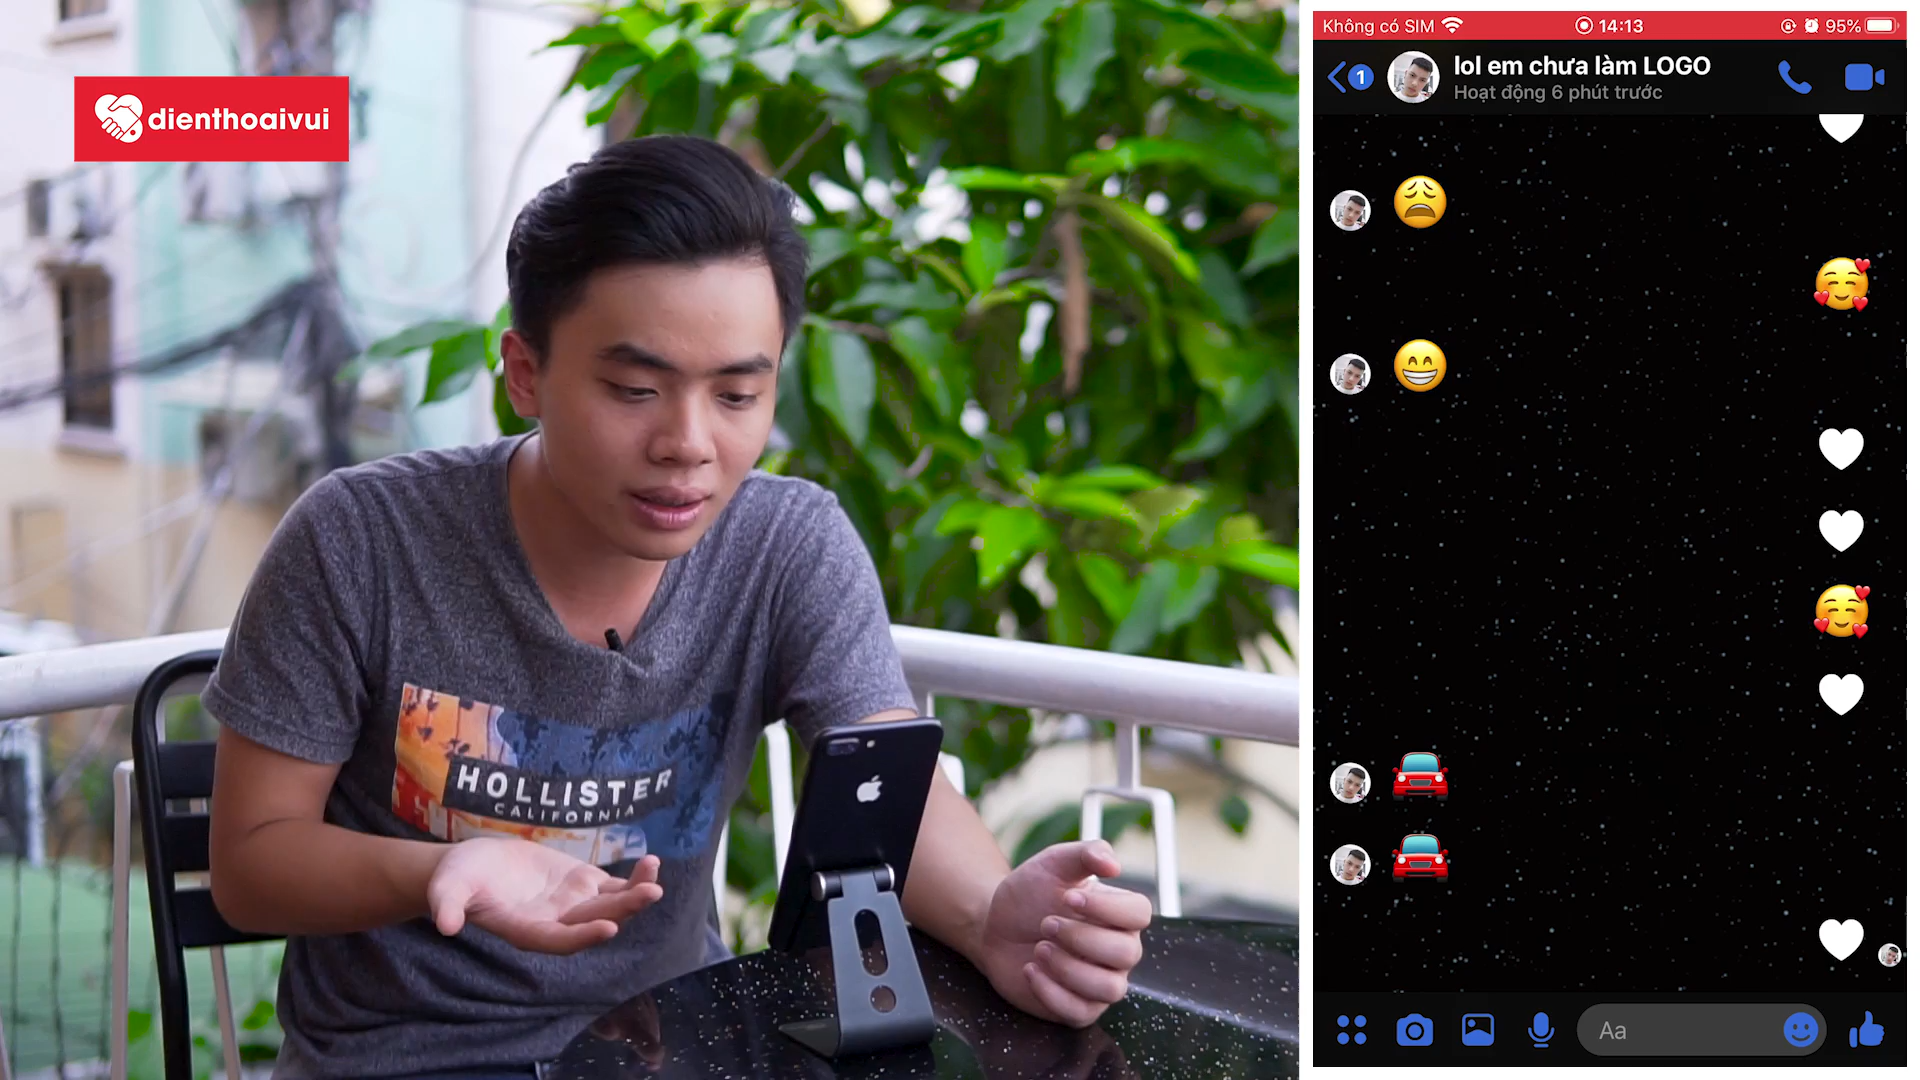 dienthoaivui
HOLLISTER
CALIFORNIA
Không có SIM 14:13 95%
1 lol em chưa làm LOGO
Hoạt động 6 phút trước
Aa